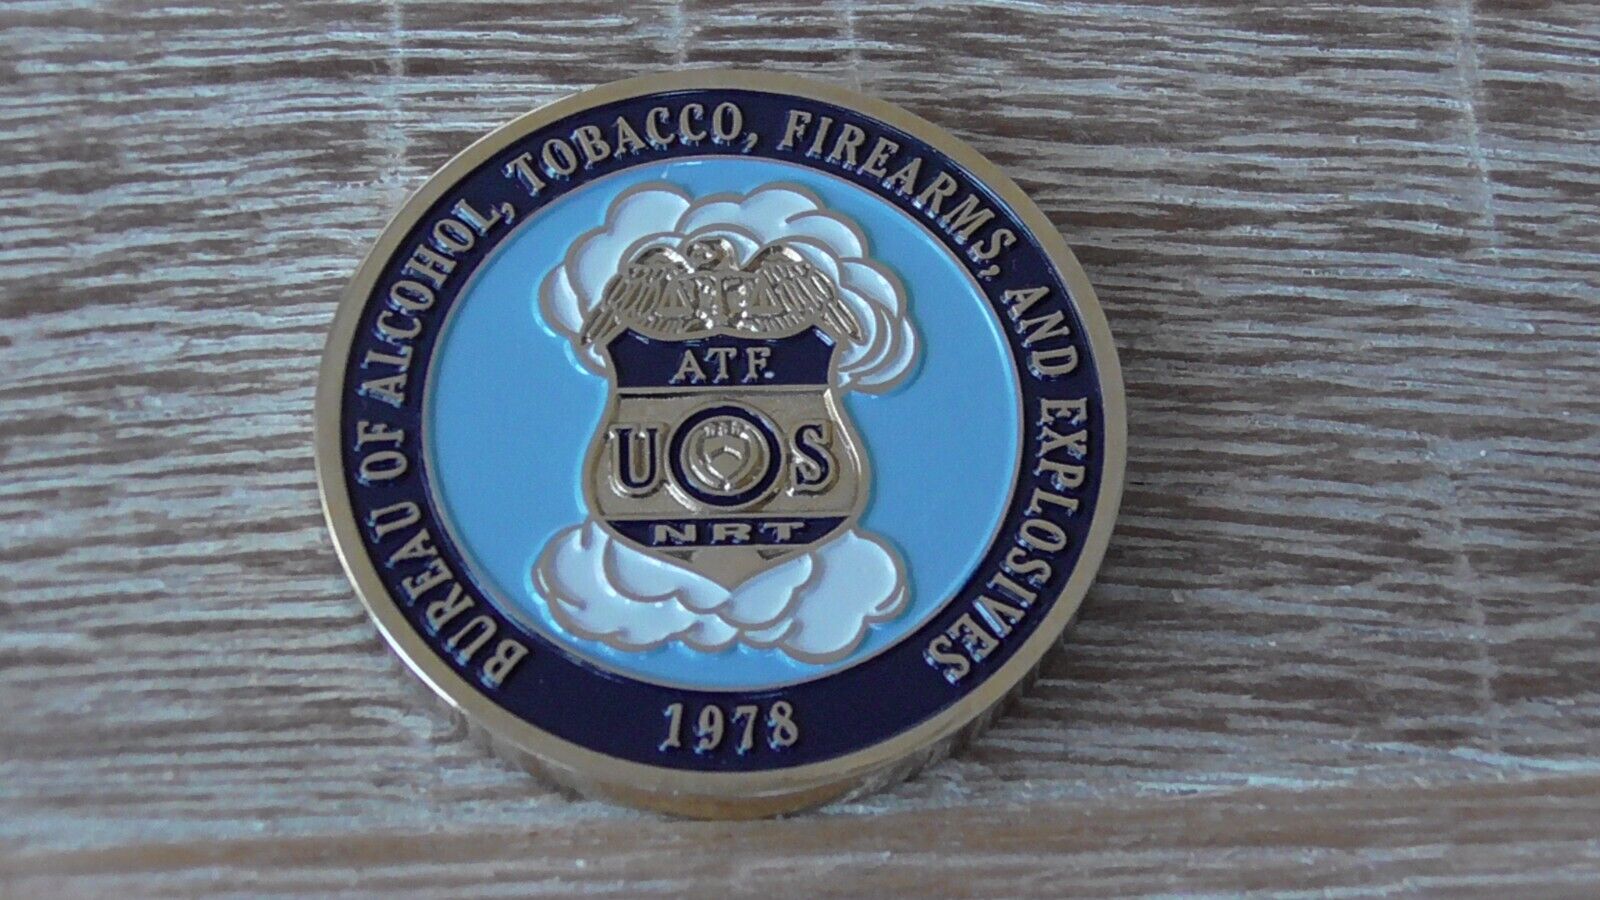 BUREAU OF ALCOHOL, TOBACCO, FIREARMS, AND EXPLOSIVES
ATF
U S
NRT
1978